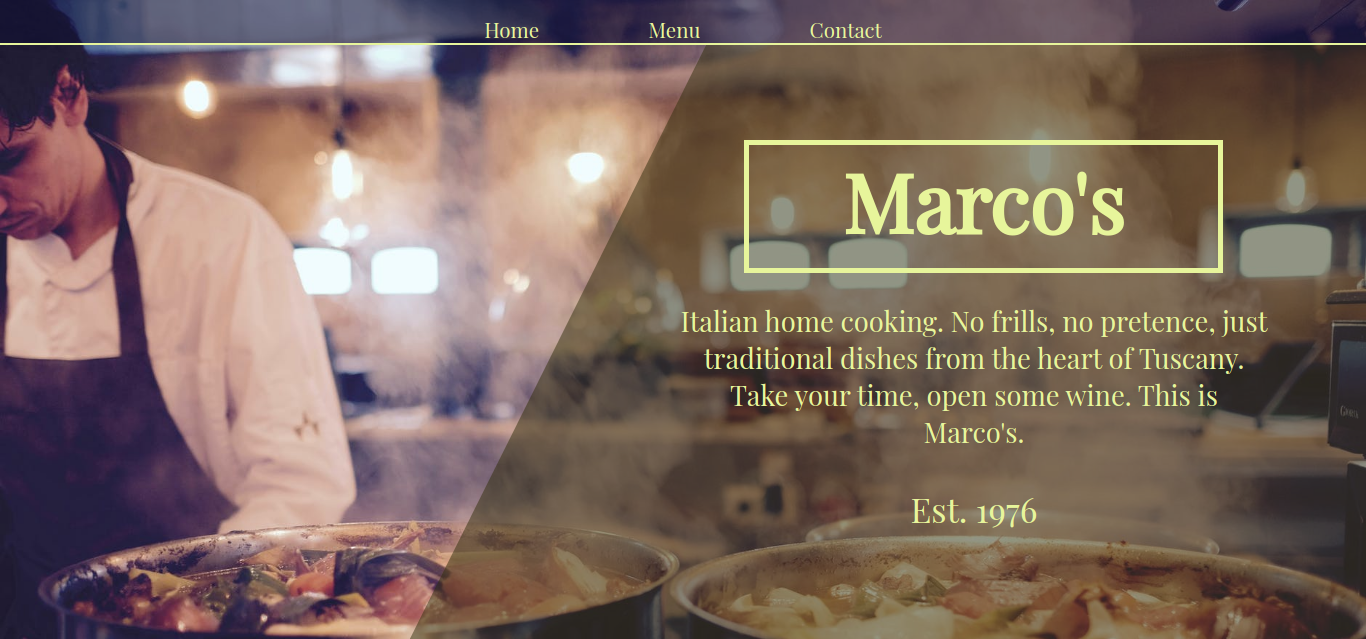 Home Menu Contact
Marco's
Italian home cooking. No frills, no pretence, just
traditional dishes from the heart of Tuscany.
Take your time, open some wine. This is
Marco's.
Est. 1976